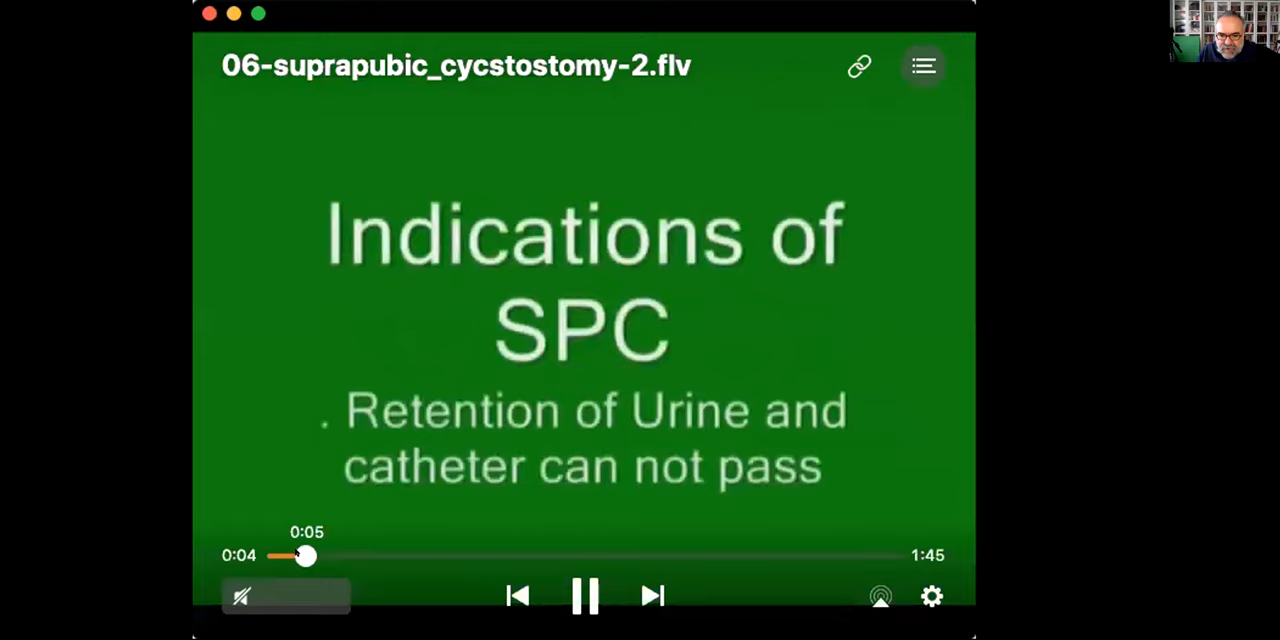 06-suprapubic_cycstostomy-2.flv
Indications of
SPC
. Retention of Urine and
catheter can not pass
0:05
0:04
1:45